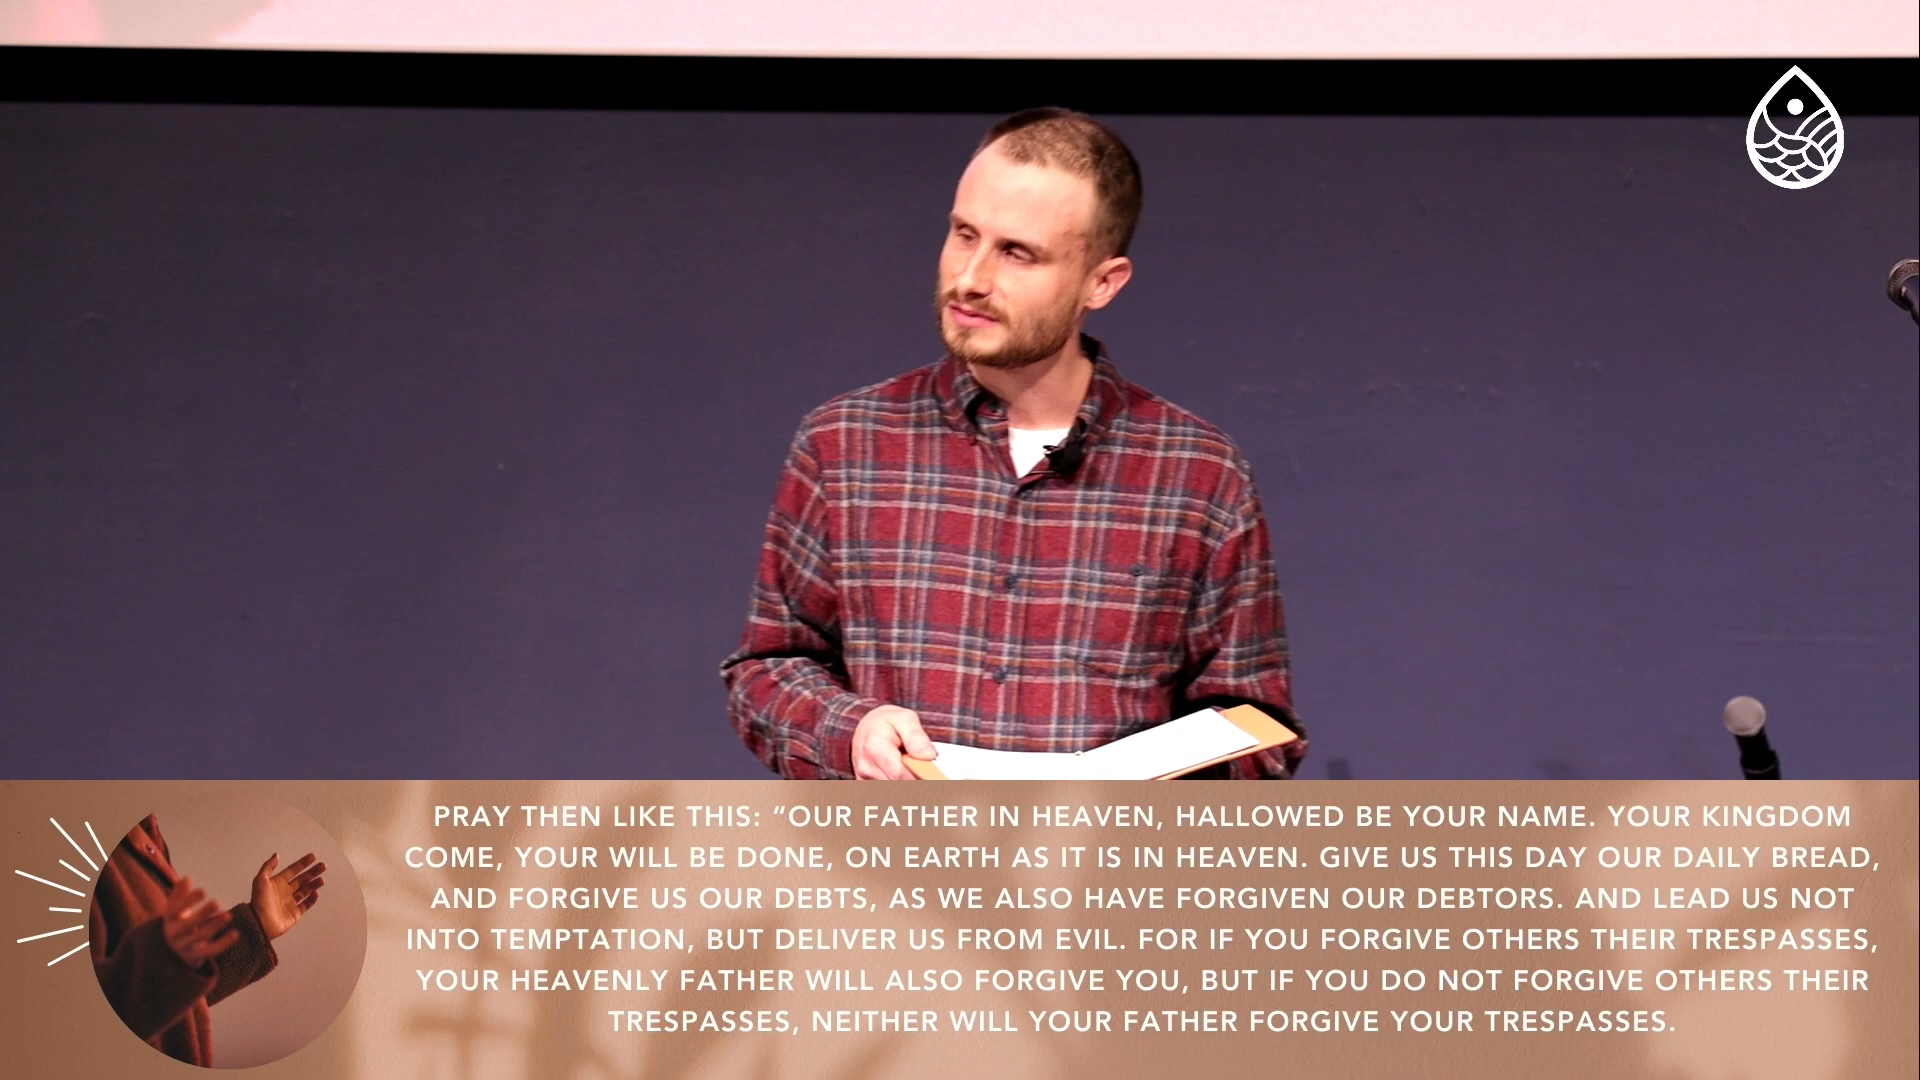 PRAY THEN LIKE THIS: “OUR FATHER IN HEAVEN, HALLOWED BE YOUR NAME. YOUR KINGDOM
COME, YOUR WILL BE DONE, ON EARTH AS IT IS IN HEAVEN. GIVE US THIS DAY OUR DAILY BREAD,
AND FORGIVE US OUR DEBTS, AS WE ALSO HAVE FORGIVEN OUR DEBTORS. AND LEAD US NOT
INTO TEMPTATION, BUT DELIVER US FROM EVIL. FOR IF YOU FORGIVE OTHERS THEIR TRESPASSES,
YOUR HEAVENLY FATHER WILL ALSO FORGIVE YOU, BUT IF YOU DO NOT FORGIVE OTHERS THEIR
TRESPASSES, NEITHER WILL YOUR FATHER FORGIVE YOUR TRESPASSES.